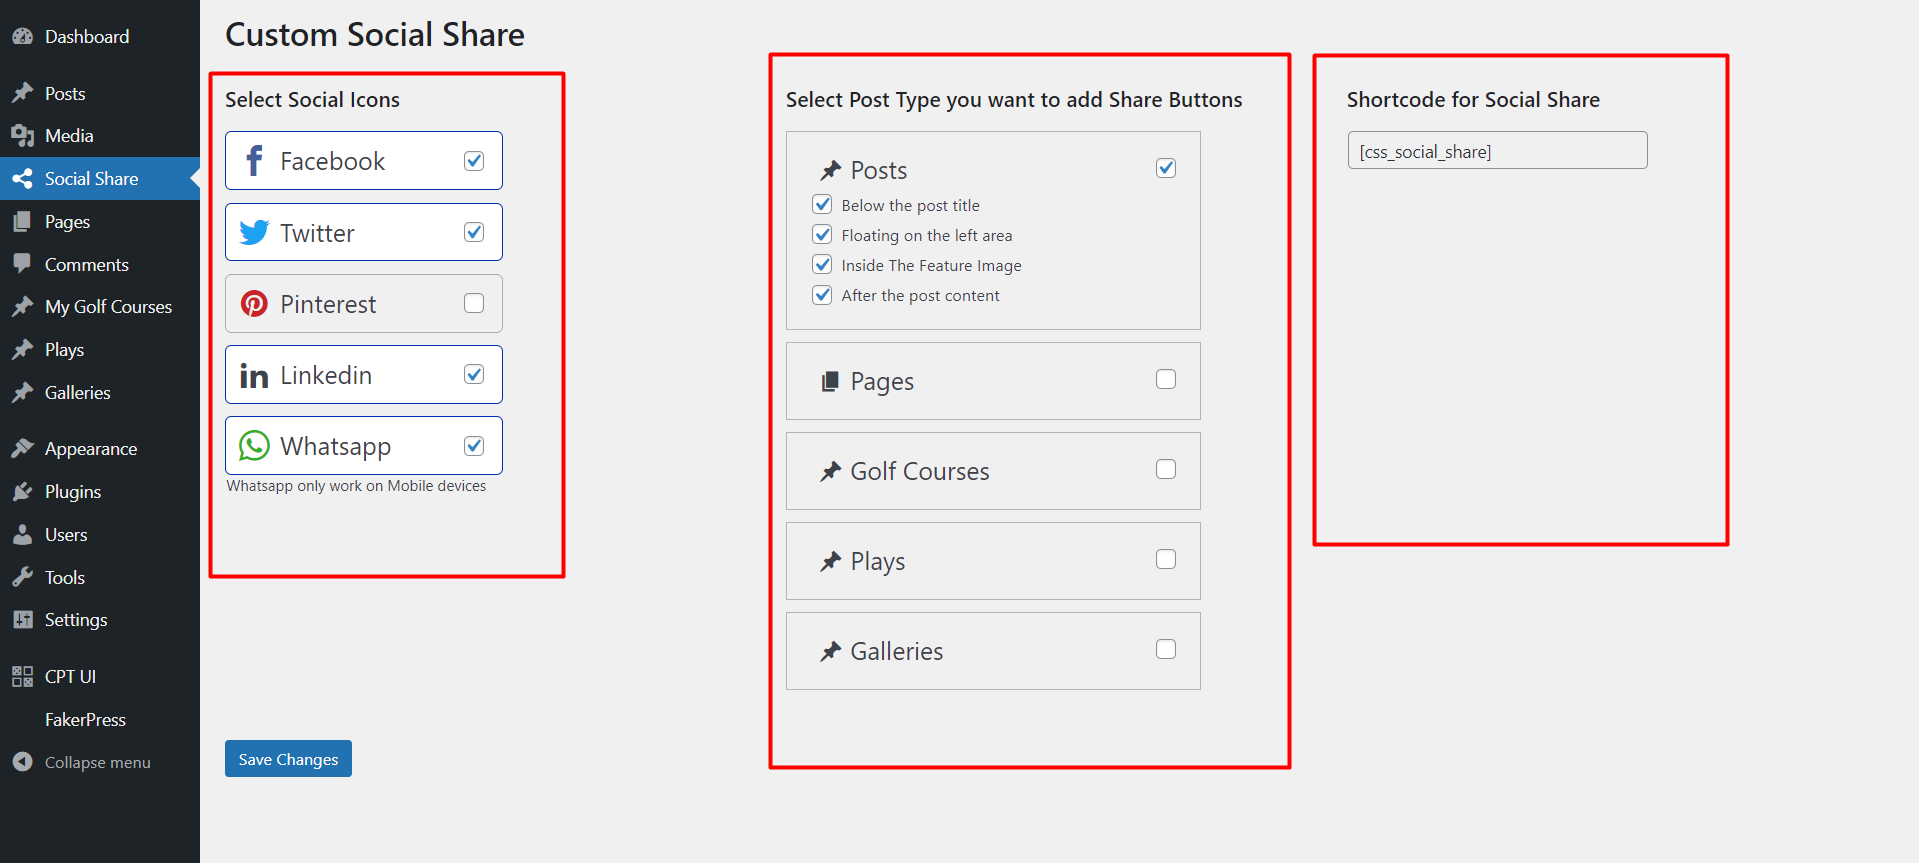 Dashboard
Posts
Media
Social Share
Pages
Comments
My Golf Courses
Plays
Galleries
Appearance
Plugins
Users
Tools
Settings
CPT UI
FakerPress
Collapse menu
Custom Social Share
Select Social Icons
Facebook
Twitter
Pinterest
Linkedin
Whatsapp
Whatsapp only work on Mobile devices
Save Changes
Select Post Type you want to add Share Buttons
Posts
Below the post title
Floating on the left area
Inside The Feature Image
After the post content
Pages
Golf Courses
Plays
Galleries
Shortcode for Social Share
[css_social_share]